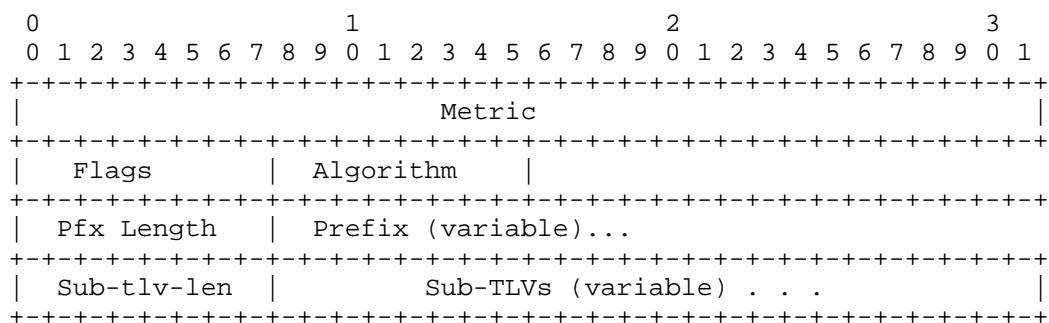 0                   1                   2                   3
 0 1 2 3 4 5 6 7 8 9 0 1 2 3 4 5 6 7 8 9 0 1 2 3 4 5 6 7 8 9 0 1
+-+-+-+-+-+-+-+-+-+-+-+-+-+-+-+-+-+-+-+-+-+-+-+-+-+-+-+-+-+-+-+-+
|                          Metric                               |
+-+-+-+-+-+-+-+-+-+-+-+-+-+-+-+-+-+-+-+-+-+-+-+-+-+-+-+-+-+-+-+-+
|   Flags       |  Algorithm    |
+-+-+-+-+-+-+-+-+-+-+-+-+-+-+-+-+-+-+-+-+-+-+-+-+-+-+-+-+-+-+-+-+
|  Pfx Length   |  Prefix (variable)...
+-+-+-+-+-+-+-+-+-+-+-+-+-+-+-+-+-+-+-+-+-+-+-+-+-+-+-+-+-+-+-+-+
|  Sub-tlv-len  |         Sub-TLVs (variable) . . .             |
+-+-+-+-+-+-+-+-+-+-+-+-+-+-+-+-+-+-+-+-+-+-+-+-+-+-+-+-+-+-+-+-+